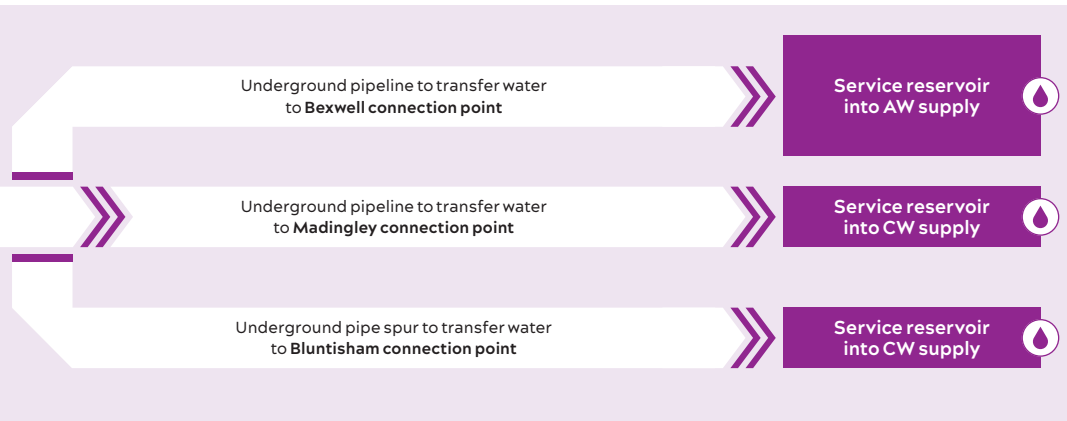 Underground pipeline to transfer water
to Bexwell connection point
Service reservoir
into AW supply
Underground pipeline to transfer water
to Madingley connection point
Service reservoir
into CW supply
Underground pipe spur to transfer water
to Bluntisham connection point
Service reservoir
into CW supply